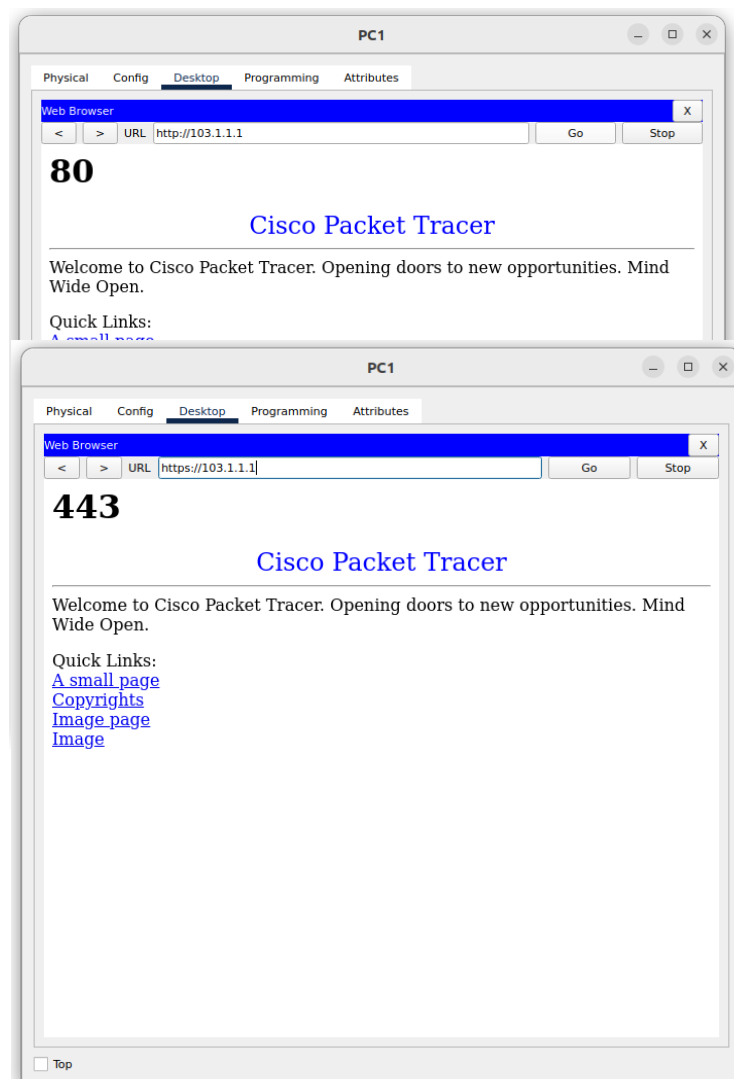 PC1
Physical Config Desktop Programming Attributes
Web Browser X
< > URL http://103.1.1.1 Go Stop
80
Cisco Packet Tracer
Welcome to Cisco Packet Tracer. Opening doors to new opportunities. Mind
Wide Open.
Quick Links:
A small page
PC1
Physical Config Desktop Programming Attributes
Web Browser X
< > URL https://103.1.1.1 Go Stop
443
Cisco Packet Tracer
Welcome to Cisco Packet Tracer. Opening doors to new opportunities. Mind
Wide Open.
Quick Links:
A small page
Copyrights
Image page
Image
Top